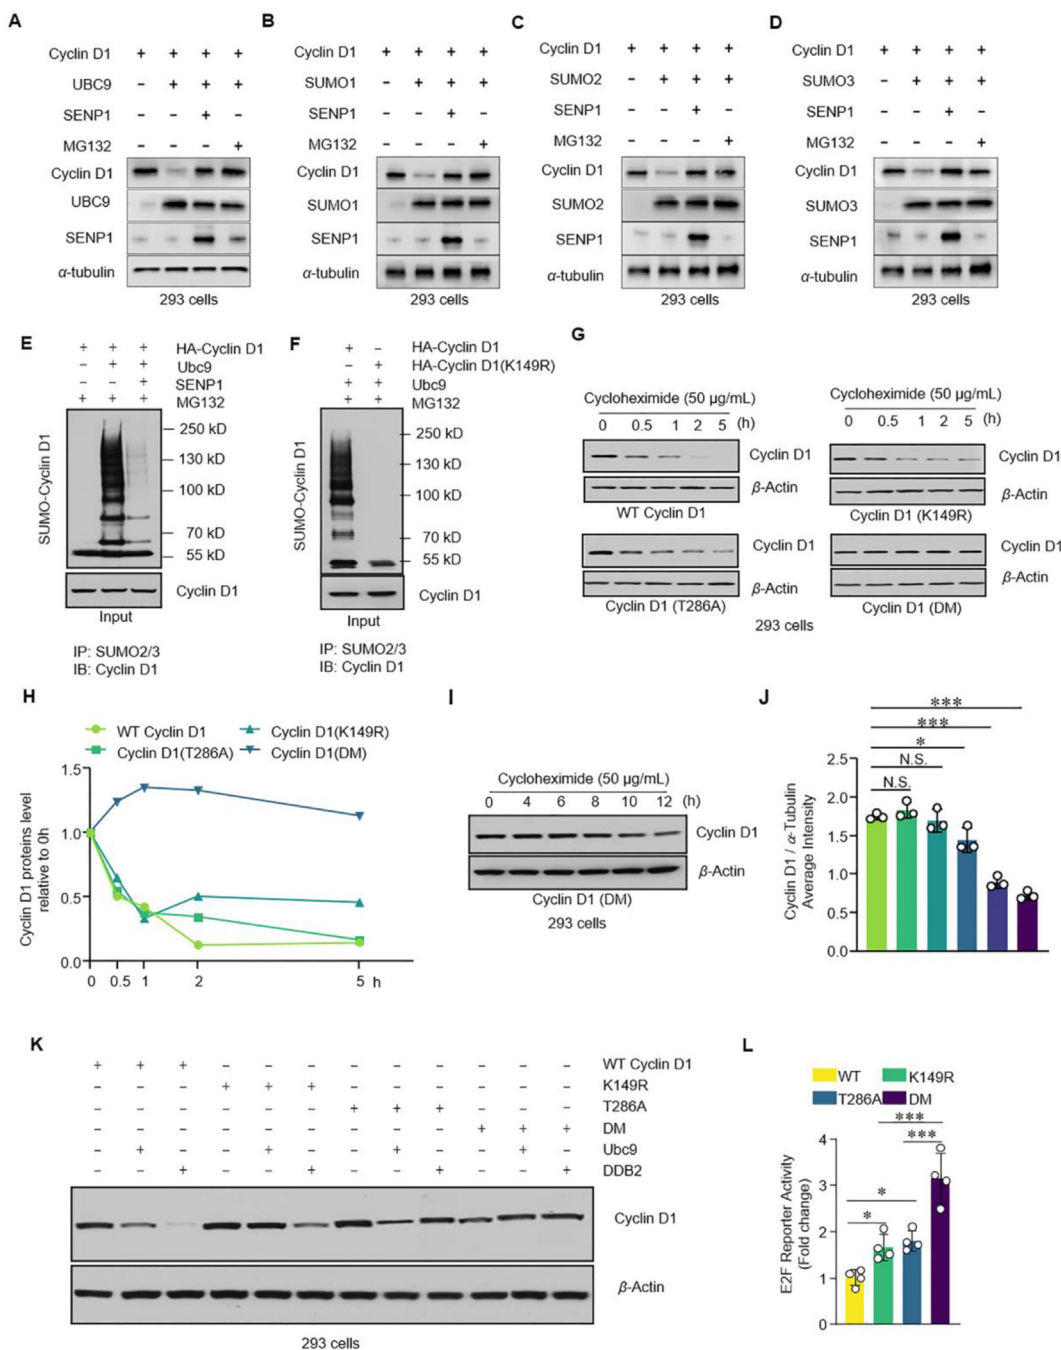 A
Cyclin D1 + + + +
UBC9 – + + +
SENP1 – – + –
MG132 – – – +
Cyclin D1
UBC9
SENP1
α-tubulin
293 cells
B
Cyclin D1 + + + +
SUMO1 – + + +
SENP1 – – + –
MG132 – – – +
Cyclin D1
SUMO1
SENP1
α-tubulin
293 cells
C
Cyclin D1 + + + +
SUMO2 – + + +
SENP1 – – + –
MG132 – – – +
Cyclin D1
SUMO2
SENP1
α-tubulin
293 cells
D
Cyclin D1 + + + +
SUMO3 – + + +
SENP1 – – + –
MG132 – – – +
Cyclin D1
SUMO3
SENP1
α-tubulin
293 cells
E
+ + + HA-Cyclin D1
– + + Ubc9
– – + SENP1
+ + + MG132
SUMO-Cyclin D1
250 kD
130 kD
100 kD
70 kD
55 kD
Cyclin D1
Input
IP: SUMO2/3
IB: Cyclin D1
F
+ – HA-Cyclin D1
– + HA-Cyclin D1(K149R)
+ + Ubc9
+ + MG132
SUMO-Cyclin D1
250 kD
130 kD
100 kD
70 kD
55 kD
Cyclin D1
Input
IP: SUMO2/3
IB: Cyclin D1
G
Cycloheximide (50 μg/mL)
0 0.5 1 2 5 (h)
Cyclin D1
β-Actin
WT Cyclin D1
Cycloheximide (50 μg/mL)
0 0.5 1 2 5 (h)
Cyclin D1
β-Actin
Cyclin D1 (K149R)
Cyclin D1
β-Actin
Cyclin D1 (T286A)
Cyclin D1
β-Actin
Cyclin D1 (DM)
293 cells
H
WT Cyclin D1 Cyclin D1(K149R)
Cyclin D1(T286A) Cyclin D1(DM)
Cyclin D1 proteins level
relative to 0h
1.5
1.0
0.5
0.0
0 0.5 1 2 5 h
I
Cycloheximide (50 μg/mL)
0 4 6 8 10 12 (h)
Cyclin D1
β-Actin
Cyclin D1 (DM)
293 cells
J
***
***
*
N.S.
N.S.
Cyclin D1 / α-Tubulin
Average Intensity
2.5
2.0
1.5
1.0
0.5
0.0
K
+ + + – – – – – – – – – WT Cyclin D1
– – – + + + – – – – – – K149R
– – – – – – + + + – – – T286A
– – – – – – – – – + + + DM
– + – – + – – + – – + – Ubc9
– – + – – + – – + – – + DDB2
Cyclin D1
β-Actin
293 cells
L
WT K149R
T286A DM
***
***
*
*
E2F Reporter Activity
(Fold change)
4
3
2
1
0